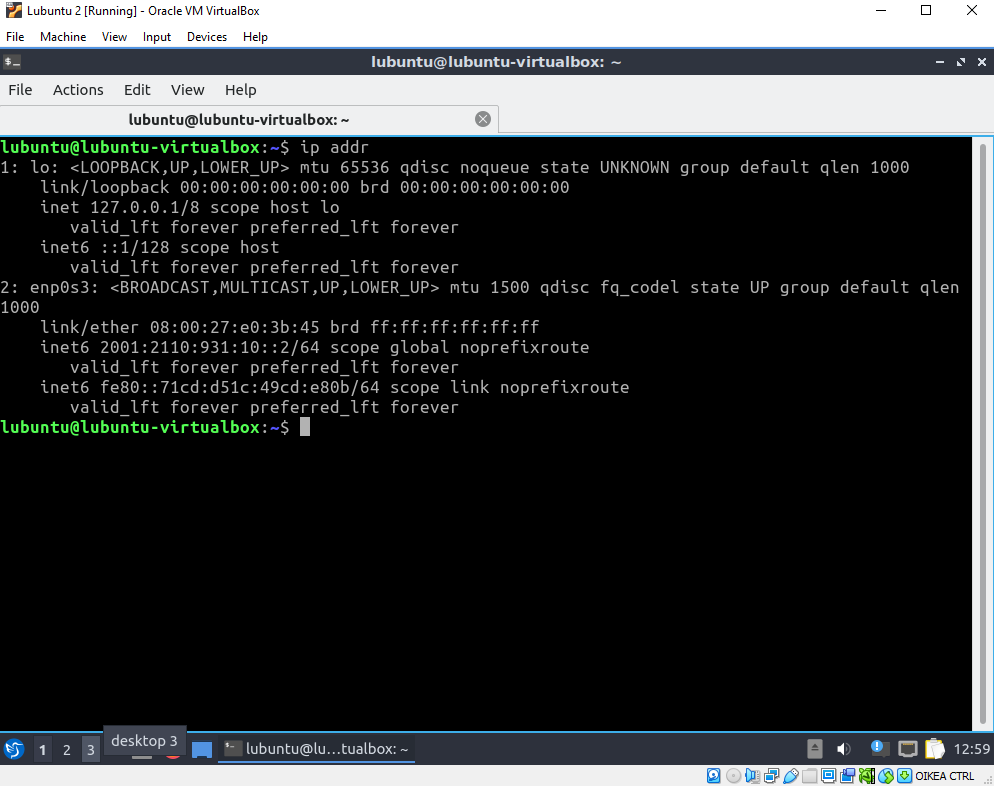 Lubuntu 2 [Running] - Oracle VM VirtualBox
File Machine View Input Devices Help
lubuntu@lubuntu-virtualbox: ~
File Actions Edit View Help
lubuntu@lubuntu-virtualbox: ~
lubuntu@lubuntu-virtualbox:~$ ip addr
1: lo: <LOOPBACK,UP,LOWER_UP> mtu 65536 qdisc noqueue state UNKNOWN group default qlen 1000
link/loopback 00:00:00:00:00:00 brd 00:00:00:00:00:00
inet 127.0.0.1/8 scope host lo
valid_lft forever preferred_lft forever
inet6 ::1/128 scope host
valid_lft forever preferred_lft forever
2: enp0s3: <BROADCAST,MULTICAST,UP,LOWER_UP> mtu 1500 qdisc fq_codel state UP group default qlen
1000
link/ether 08:00:27:e0:3b:45 brd ff:ff:ff:ff:ff:ff
inet6 2001:2110:931:10::2/64 scope global noprefixroute
valid_lft forever preferred_lft forever
inet6 fe80::71cd:d51c:49cd:e80b/64 scope link noprefixroute
valid_lft forever preferred_lft forever
lubuntu@lubuntu-virtualbox:~$
desktop 3
1 2 3 lubuntu@lu...tualbox: ~ 12:59
OIKEA CTRL